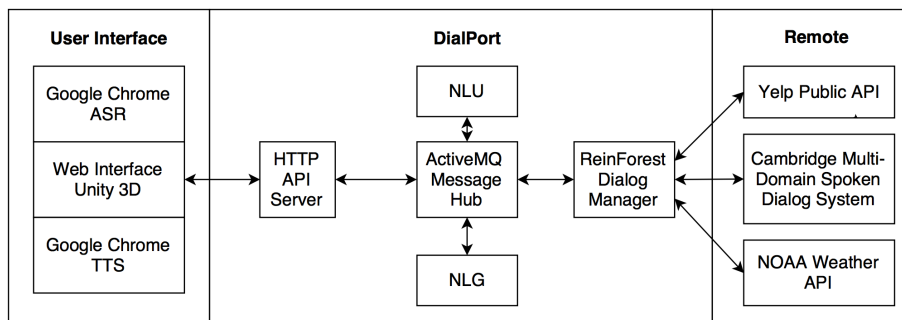 User Interface
DialPort
Remote
Google Chrome
ASR
Web Interface
Unity 3D
Google Chrome
TTS
HTTP
API
Server
NLU
ActiveMQ
Message
Hub
NLG
ReinForest
Dialog
Manager
Yelp Public API
Cambridge Multi-
Domain Spoken
Dialog System
NOAA Weather
API